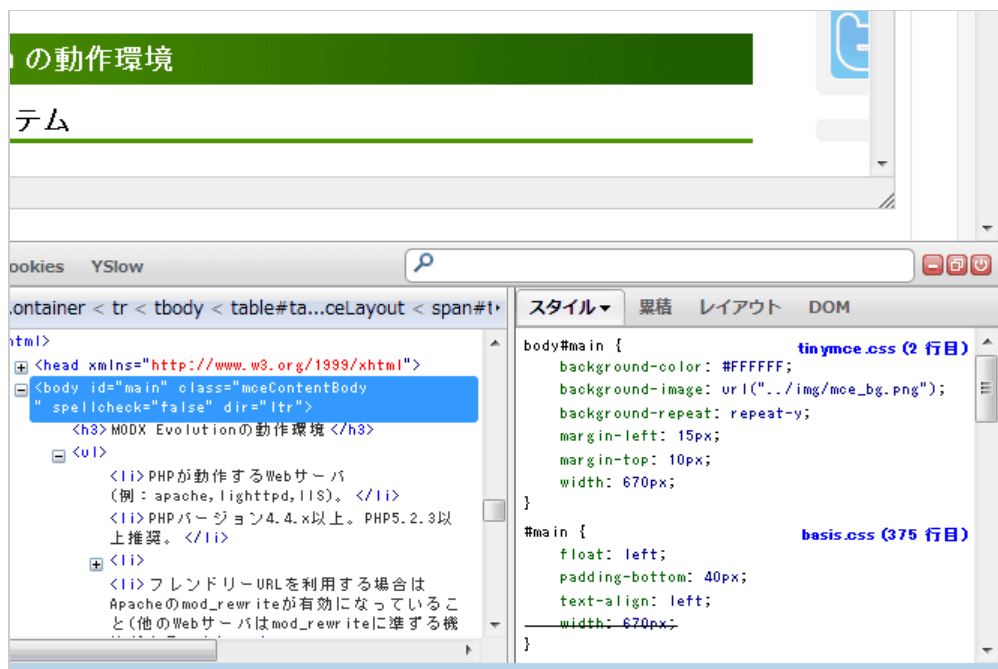 の動作環境
テム
ookies YSlow
.ontainer < tr < tbody < table#ta...ceLayout < span#t
スタイル 累積 レイアウト DOM
html>
<head xmlns="http://www.w3.org/1999/xhtml">
<body id="main" class="mceContentBody
" spellcheck="false" dir="ltr">
<h3>MODX Evolutionの動作環境</h3>
<ul>
<li>PHPが動作するWebサーバ
(例：apache,lighttpd,IIS)。</li>
<li>PHPバージョン4.4.x以上。PHP5.2.3以
上推奨。</li>
<li>
<li>フレンドリーURLを利用する場合は
Apacheのmod_rewriteが有効になっているこ
と(他のWebサーバはmod_rewriteに準ずる機
body#main { tinymce.css (2 行目)
background-color: #FFFFFF;
background-image: url("../img/mce_bg.png");
background-repeat: repeat-y;
margin-left: 15px;
margin-top: 10px;
width: 670px;
}
#main { basis.css (375 行目)
float: left;
padding-bottom: 40px;
text-align: left;
width: 670px;
}